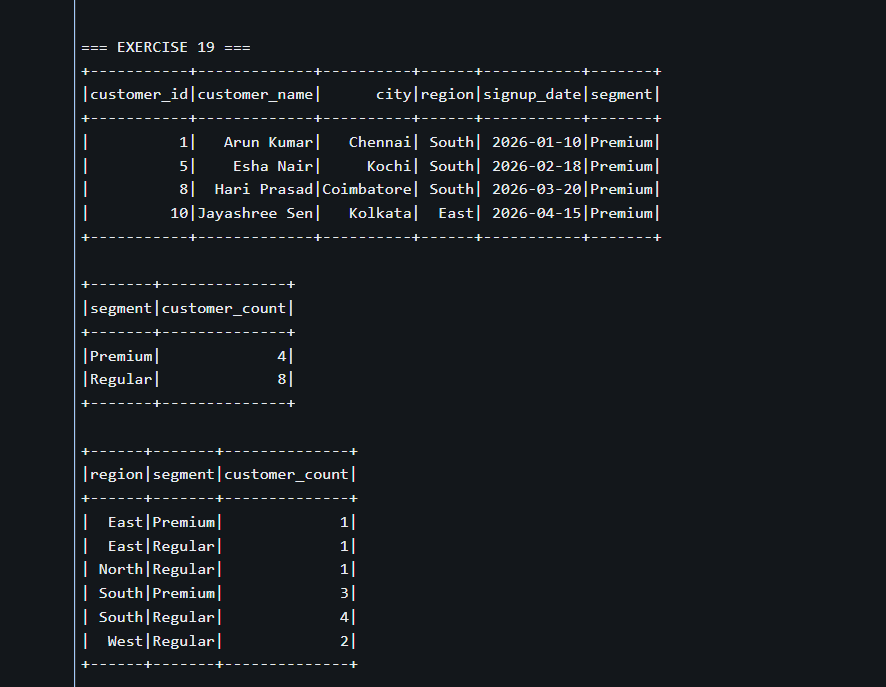 === EXERCISE 19 ===
+-----------+-------------+----------+------+-----------+-------+
|customer_id|customer_name|      city|region|signup_date|segment|
+-----------+-------------+----------+------+-----------+-------+
|          1|   Arun Kumar|   Chennai| South| 2026-01-10|Premium|
|          5|    Esha Nair|     Kochi| South| 2026-02-18|Premium|
|          8|  Hari Prasad|Coimbatore| South| 2026-03-20|Premium|
|         10|Jayashree Sen|   Kolkata|  East| 2026-04-15|Premium|
+-----------+-------------+----------+------+-----------+-------+
+-------+--------------+
|segment|customer_count|
+-------+--------------+
|Premium|             4|
|Regular|             8|
+-------+--------------+
+------+-------+--------------+
|region|segment|customer_count|
+------+-------+--------------+
|  East|Premium|             1|
|  East|Regular|             1|
| North|Regular|             1|
| South|Premium|             3|
| South|Regular|             4|
|  West|Regular|             2|
+------+-------+--------------+